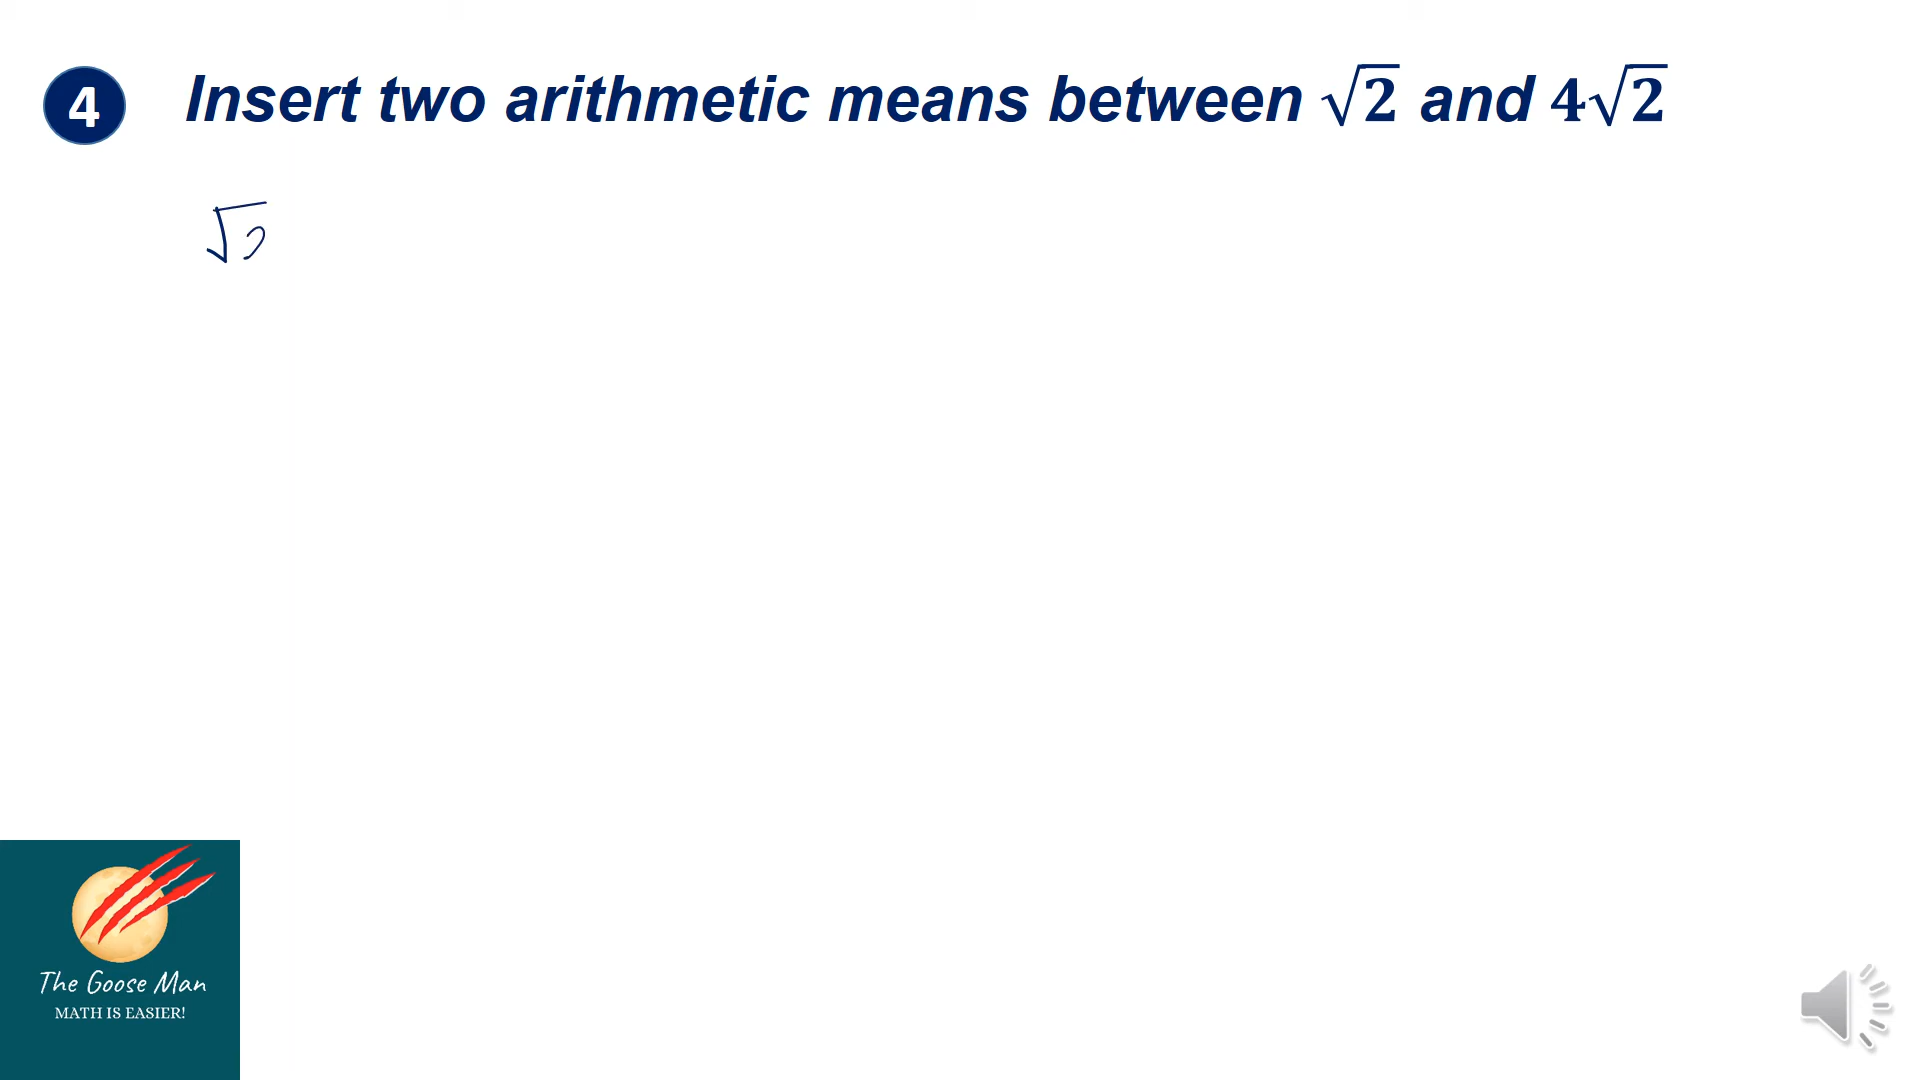 4 Insert two arithmetic means between √2 and 4√2
√2
The Goose Man
MATH IS EASIER!